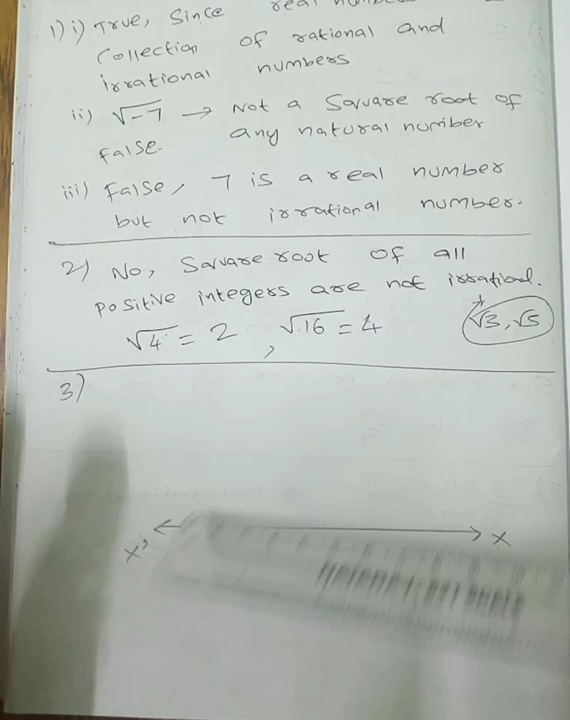 1) i) True, Since real
Collection of rational and
irrational numbers
ii) √-7 → Not a Square root of
False. any natural number
iii) False, 7 is a real number
but not irrational number.
2) No, Square root of all
positive integers are not irrational.
√4 = 2 , √16 = 4 √3, √5
3)
X' X